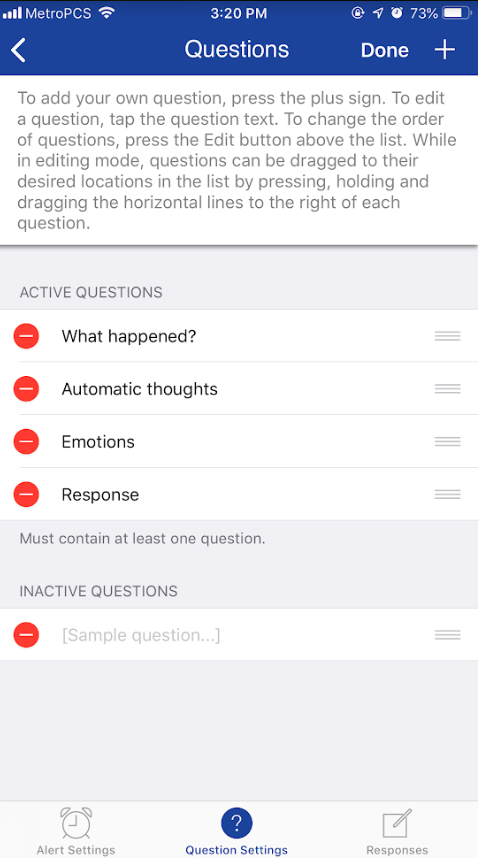 MetroPCS 3:20 PM 73%
Questions Done +
To add your own question, press the plus sign. To edit
a question, tap the question text. To change the order
of questions, press the Edit button above the list. While
in editing mode, questions can be dragged to their
desired locations in the list by pressing, holding and
dragging the horizontal lines to the right of each
question.
ACTIVE QUESTIONS
What happened?
Automatic thoughts
Emotions
Response
Must contain at least one question.
INACTIVE QUESTIONS
[Sample question...]
?
Alert Settings Question Settings Responses